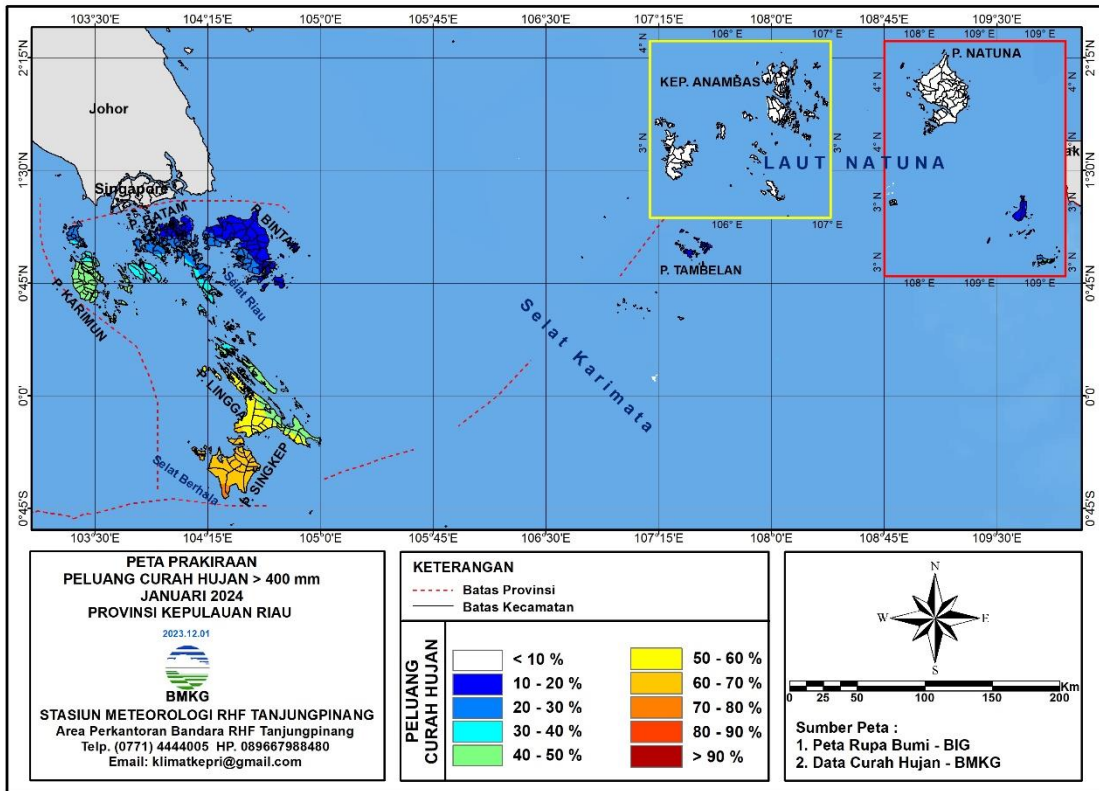 103°30'E 104°15'E 105°0'E 105°45'E 106°30'E 107°15'E 108°0'E 108°45'E 109°30'E
2°15'N
1°30'N
0°45'N
0°0'
0°45'S
Johor
Singapore
P. BATAM
P. BINTAN
P. KARIMUN
Selat Riau
P. LINGGA
P. SINGKEP
Selat Berhala
Selat Karimata
P. TAMBELAN
LAUT NATUNA
106° E 107° E
4° N
KEP. ANAMBAS
3° N 3° N
106° E 107° E
108° E 109° E 109° E
P. NATUNA
4° N 4° N
4° N 4° N
3° N 3° N
3° N 3° N
108° E 109° E 109° E
2°15'N
1°30'N
0°45'N
0°0'
0°45'S
103°30'E 104°15'E 105°0'E 105°45'E 106°30'E 107°15'E 108°0'E 108°45'E 109°30'E
PETA PRAKIRAAN
PELUANG CURAH HUJAN > 400 mm
JANUARI 2024
PROVINSI KEPULAUAN RIAU
2023.12.01
BMKG
STASIUN METEOROLOGI RHF TANJUNGPINANG
Area Perkantoran Bandara RHF Tanjungpinang
Telp. (0771) 4444005 HP. 089667988480
Email: klimatkepri@gmail.com
KETERANGAN
Batas Provinsi
Batas Kecamatan
PELUANG
CURAH HUJAN
< 10 %
10 - 20 %
20 - 30 %
30 - 40 %
40 - 50 %
50 - 60 %
60 - 70 %
70 - 80 %
80 - 90 %
> 90 %
N
W E
S
Km
0 25 50 100 150 200
Sumber Peta :
1. Peta Rupa Bumi - BIG
2. Data Curah Hujan - BMKG